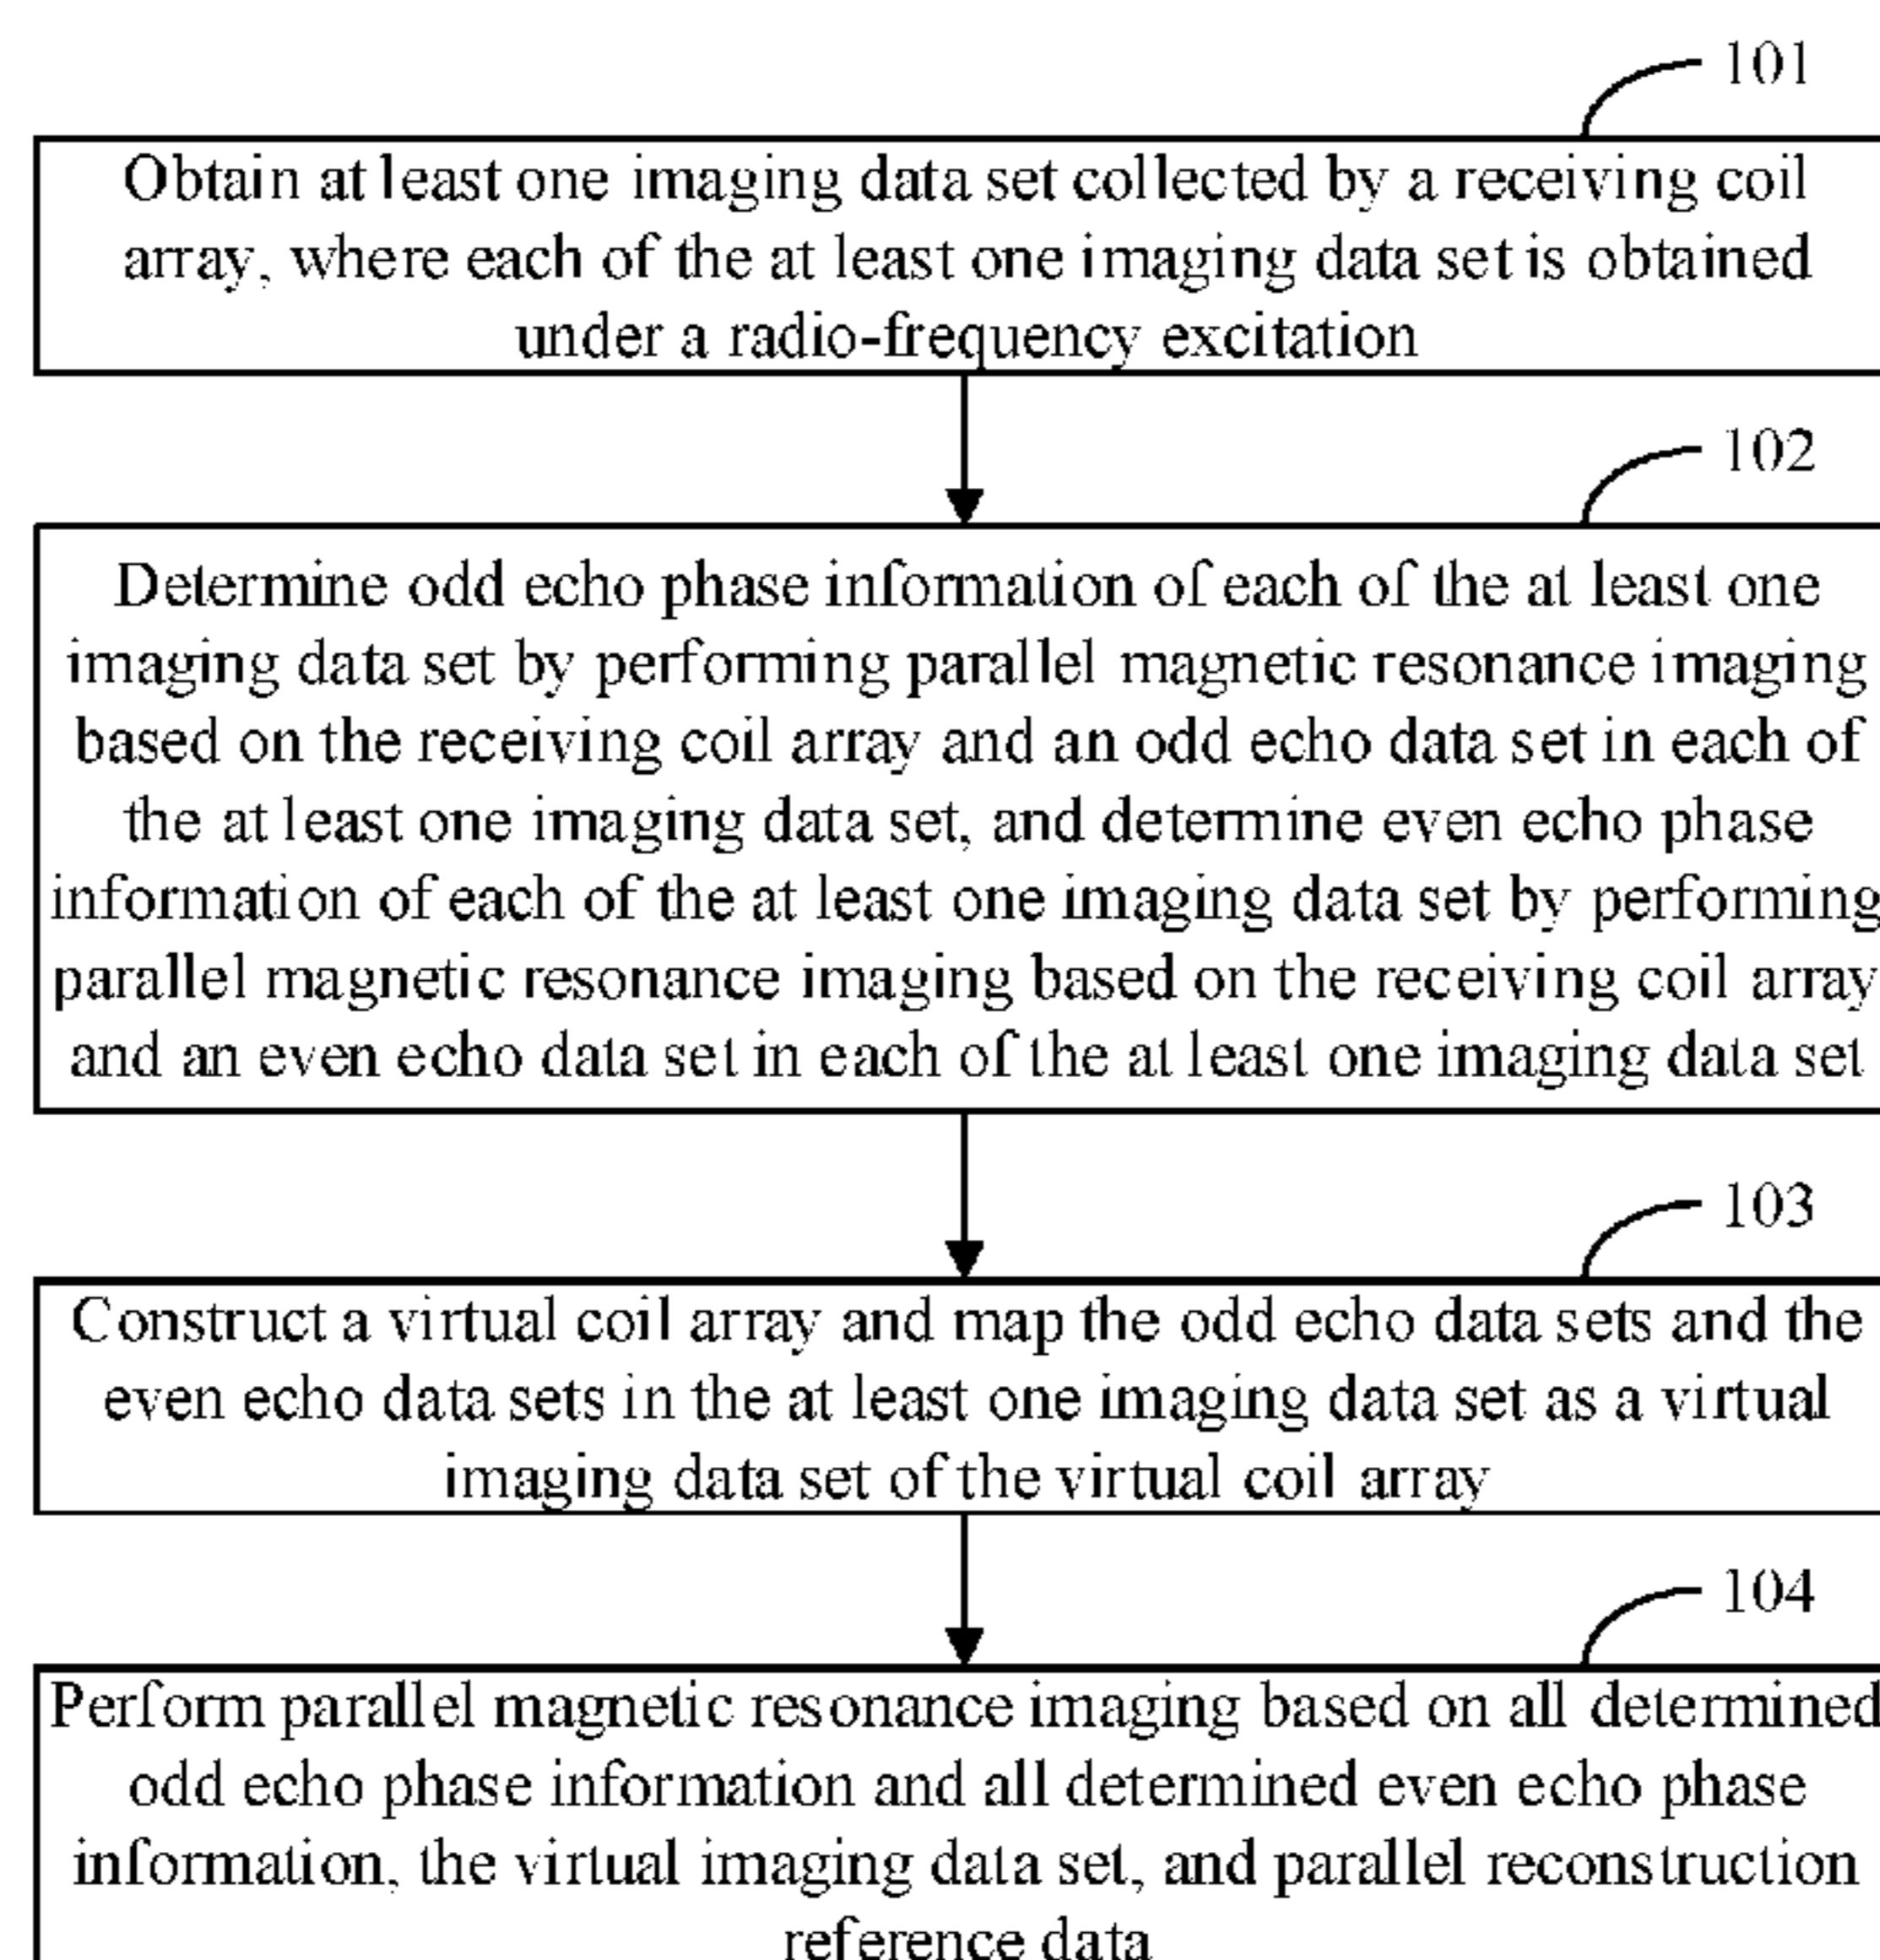 101
Obtain at least one imaging data set collected by a receiving coil
array, where each of the at least one imaging data set is obtained
under a radio-frequency excitation
102
Determine odd echo phase information of each of the at least one
imaging data set by performing parallel magnetic resonance imaging
based on the receiving coil array and an odd echo data set in each of
the at least one imaging data set, and determine even echo phase
information of each of the at least one imaging data set by performing
parallel magnetic resonance imaging based on the receiving coil array
and an even echo data set in each of the at least one imaging data set
103
Construct a virtual coil array and map the odd echo data sets and the
even echo data sets in the at least one imaging data set as a virtual
imaging data set of the virtual coil array
104
Perform parallel magnetic resonance imaging based on all determined
odd echo phase information and all determined even echo phase
information, the virtual imaging data set, and parallel reconstruction
reference data